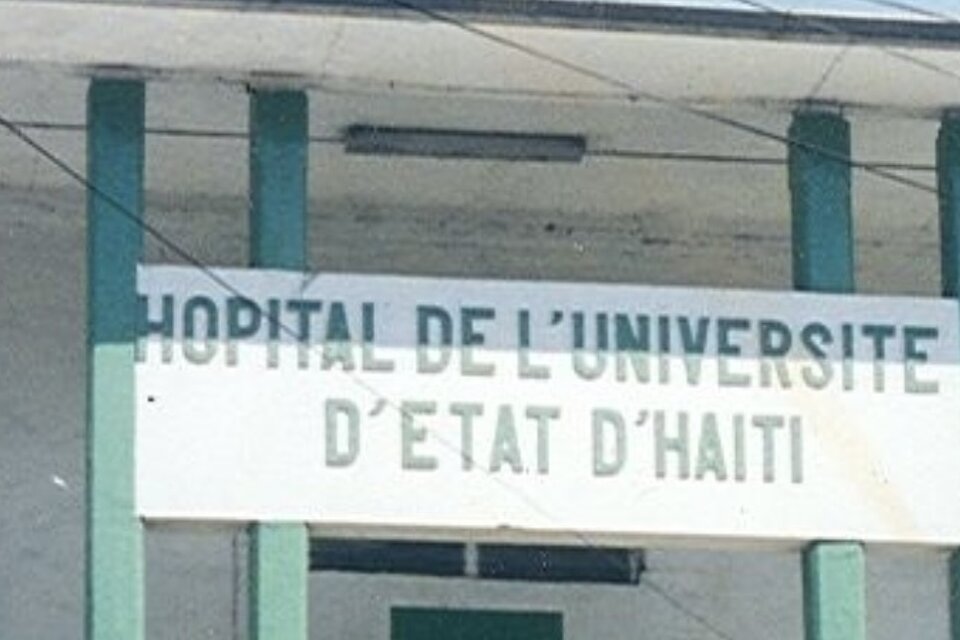 HOPITAL DE L'UNIVERSITE
D'ETAT D'HAITI